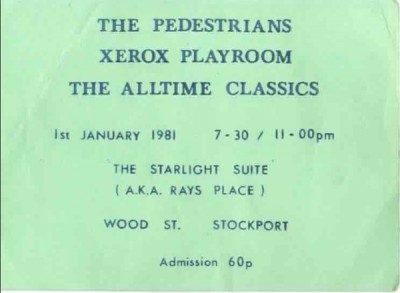 THE PEDESTRIANS
XEROX PLAYROOM
THE ALLTIME CLASSICS
1st JANUARY 1981 7-30 / 11-00pm
THE STARLIGHT SUITE
( A.K.A. RAYS PLACE )
WOOD ST. STOCKPORT
Admission 60p